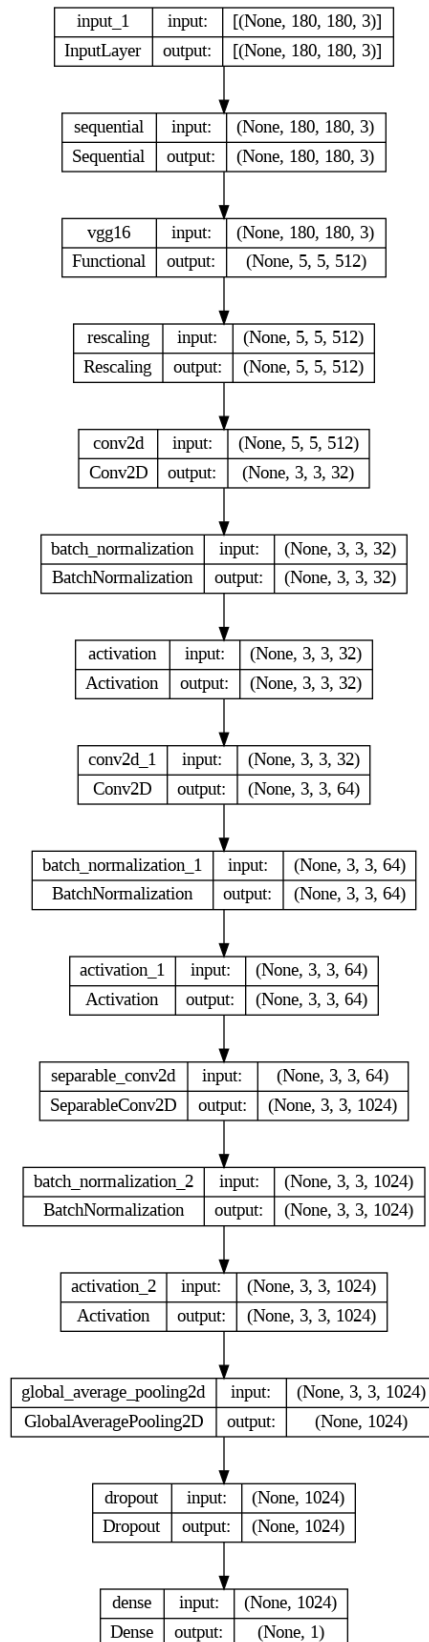 input_1 input: [(None, 180, 180, 3)]
InputLayer output: [(None, 180, 180, 3)]
sequential input: (None, 180, 180, 3)
Sequential output: (None, 180, 180, 3)
vgg16 input: (None, 180, 180, 3)
Functional output: (None, 5, 5, 512)
rescaling input: (None, 5, 5, 512)
Rescaling output: (None, 5, 5, 512)
conv2d input: (None, 5, 5, 512)
Conv2D output: (None, 3, 3, 32)
batch_normalization input: (None, 3, 3, 32)
BatchNormalization output: (None, 3, 3, 32)
activation input: (None, 3, 3, 32)
Activation output: (None, 3, 3, 32)
conv2d_1 input: (None, 3, 3, 32)
Conv2D output: (None, 3, 3, 64)
batch_normalization_1 input: (None, 3, 3, 64)
BatchNormalization output: (None, 3, 3, 64)
activation_1 input: (None, 3, 3, 64)
Activation output: (None, 3, 3, 64)
separable_conv2d input: (None, 3, 3, 64)
SeparableConv2D output: (None, 3, 3, 1024)
batch_normalization_2 input: (None, 3, 3, 1024)
BatchNormalization output: (None, 3, 3, 1024)
activation_2 input: (None, 3, 3, 1024)
Activation output: (None, 3, 3, 1024)
global_average_pooling2d input: (None, 3, 3, 1024)
GlobalAveragePooling2D output: (None, 1024)
dropout input: (None, 1024)
Dropout output: (None, 1024)
dense input: (None, 1024)
Dense output: (None, 1)